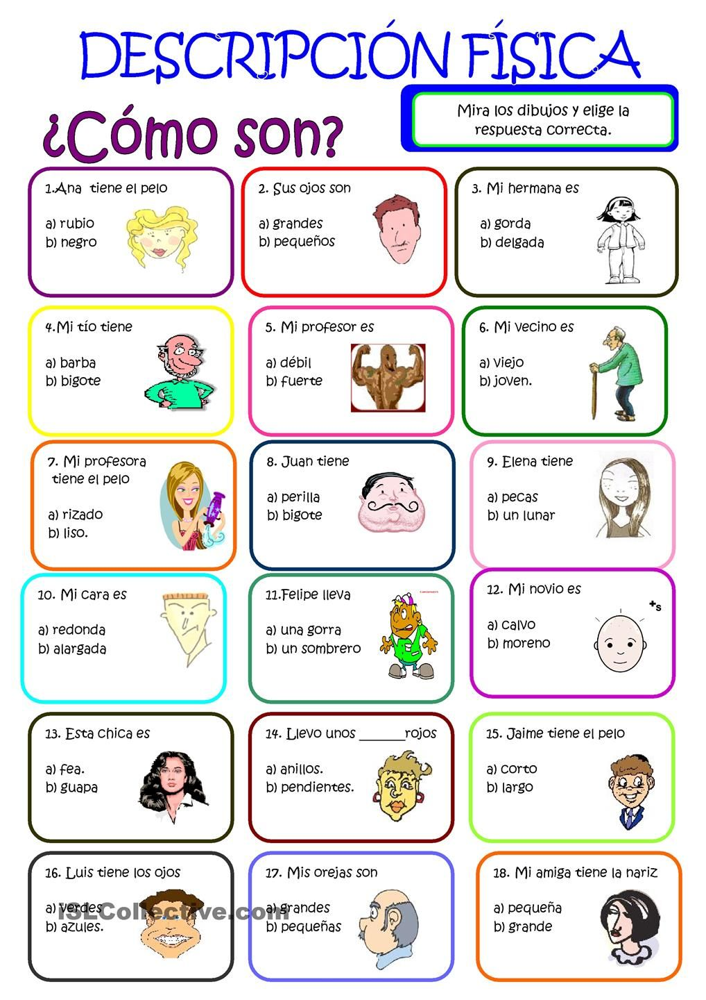 DESCRIPCIÓN FÍSICA
¿Cómo son?
Mira los dibujos y elige la
respuesta correcta.
1.Ana tiene el pelo
a) rubio
b) negro
2. Sus ojos son
a) grandes
b) pequeños
3. Mi hermana es
a) gorda
b) delgada
4.Mi tío tiene
a) barba
b) bigote
5. Mi profesor es
a) débil
b) fuerte
6. Mi vecino es
a) viejo
b) joven.
7. Mi profesora
tiene el pelo
a) rizado
b) liso.
8. Juan tiene
a) perilla
b) bigote
9. Elena tiene
a) pecas
b) un lunar
10. Mi cara es
a) redonda
b) alargada
11.Felipe lleva
a) una gorra
b) un sombrero
12. Mi novio es
a) calvo
b) moreno
+s
13. Esta chica es
a) fea.
b) guapa
14. Llevo unos _______rojos
a) anillos.
b) pendientes.
15. Jaime tiene el pelo
a) corto
b) largo
16. Luis tiene los ojos
a) verdes
b) azules.
17. Mis orejas son
a) grandes
b) pequeñas
18. Mi amiga tiene la nariz
a) pequeña
b) grande
iSLCollective.com